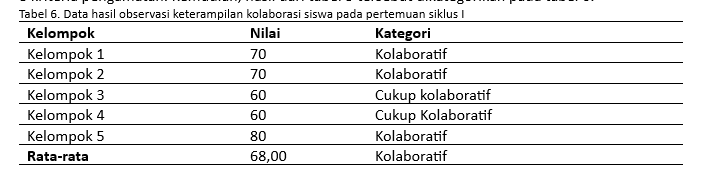 Tabel 6. Data hasil observasi keterampilan kolaborasi siswa pada pertemuan siklus I
Kelompok Nilai Kategori
Kelompok 1 70 Kolaboratif
Kelompok 2 70 Kolaboratif
Kelompok 3 60 Cukup kolaboratif
Kelompok 4 60 Cukup Kolaboratif
Kelompok 5 80 Kolaboratif
Rata-rata 68,00 Kolaboratif